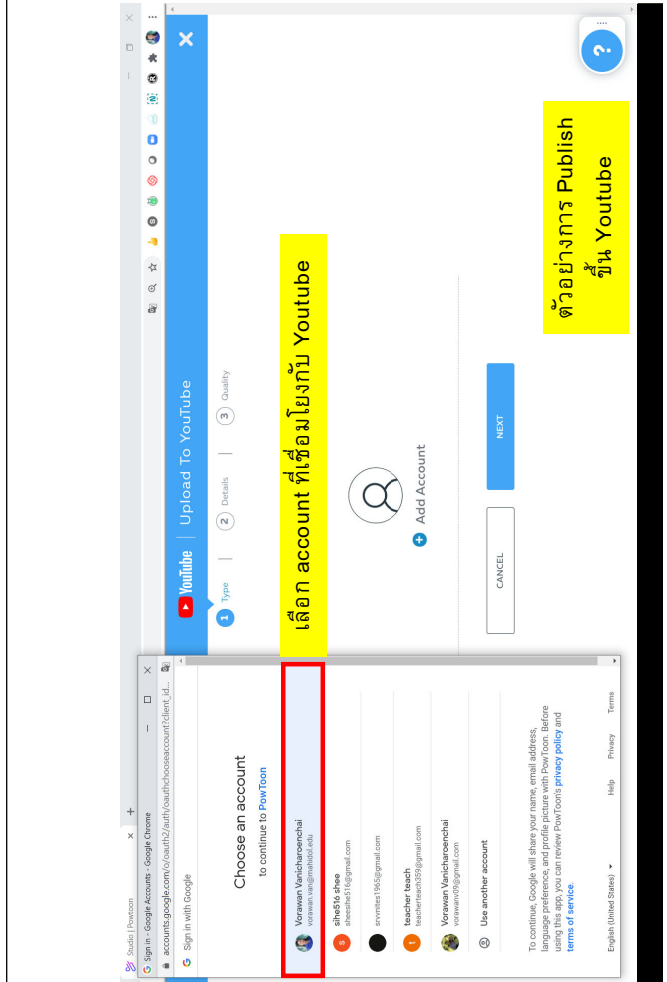 Studio | Powtoon
Sign in - Google Accounts - Google Chrome
accounts.google.com/o/oauth2/auth/oauthchooseaccount?client_id...
Sign in with Google
Choose an account
to continue to PowToon
Vorawan Vanicharoenchai
vorawan.van@mahidol.edu
sihe516 shee
sheesihe516@gmail.com
srvmites1965@gmail.com
teacher teach
teacherteach359@gmail.com
Vorawan Vanicharoenchai
vorawanv09@gmail.com
Use another account
To continue, Google will share your name, email address,
language preference, and profile picture with PowToon. Before
using this app, you can review PowToon's privacy policy and
terms of service.
English (United States)
Help
Privacy
Terms
YouTube | Upload To YouTube
1 Type
2 Details
3 Quality
เลือก account ที่เชื่อมโยงกับ Youtube
Add Account
CANCEL
NEXT
ตัวอย่างการ Publish
ขึ้น Youtube
?